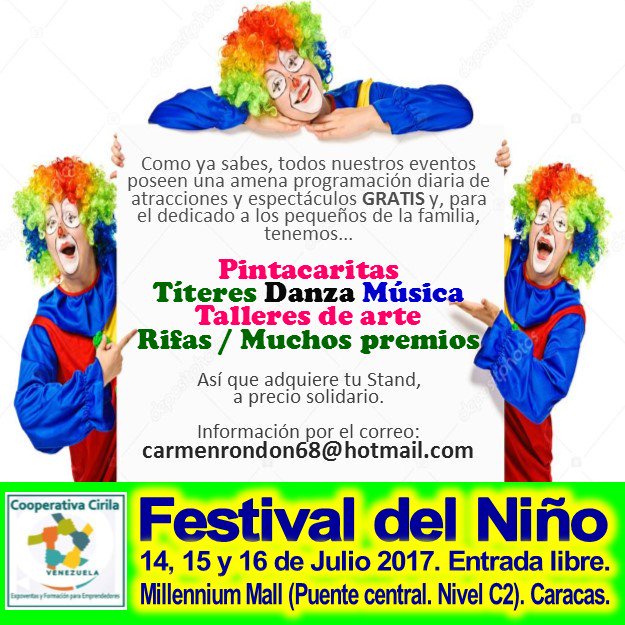 Como ya sabes, todos nuestros eventos
poseen una amena programación diaria de
atracciones y espectáculos GRATIS y, para
el dedicado a los pequeños de la familia,
tenemos...
Pintacaritas
Títeres Danza Música
Talleres de arte
Rifas / Muchos premios
Así que adquiere tu Stand,
a precio solidario.
Información por el correo:
carmenrondon68@hotmail.com
Cooperativa Cirila
VENEZUELA
Expoventas y Formación para Emprendedores
Festival del Niño
14, 15 y 16 de Julio 2017. Entrada libre.
Millennium Mall (Puente central. Nivel C2). Caracas.